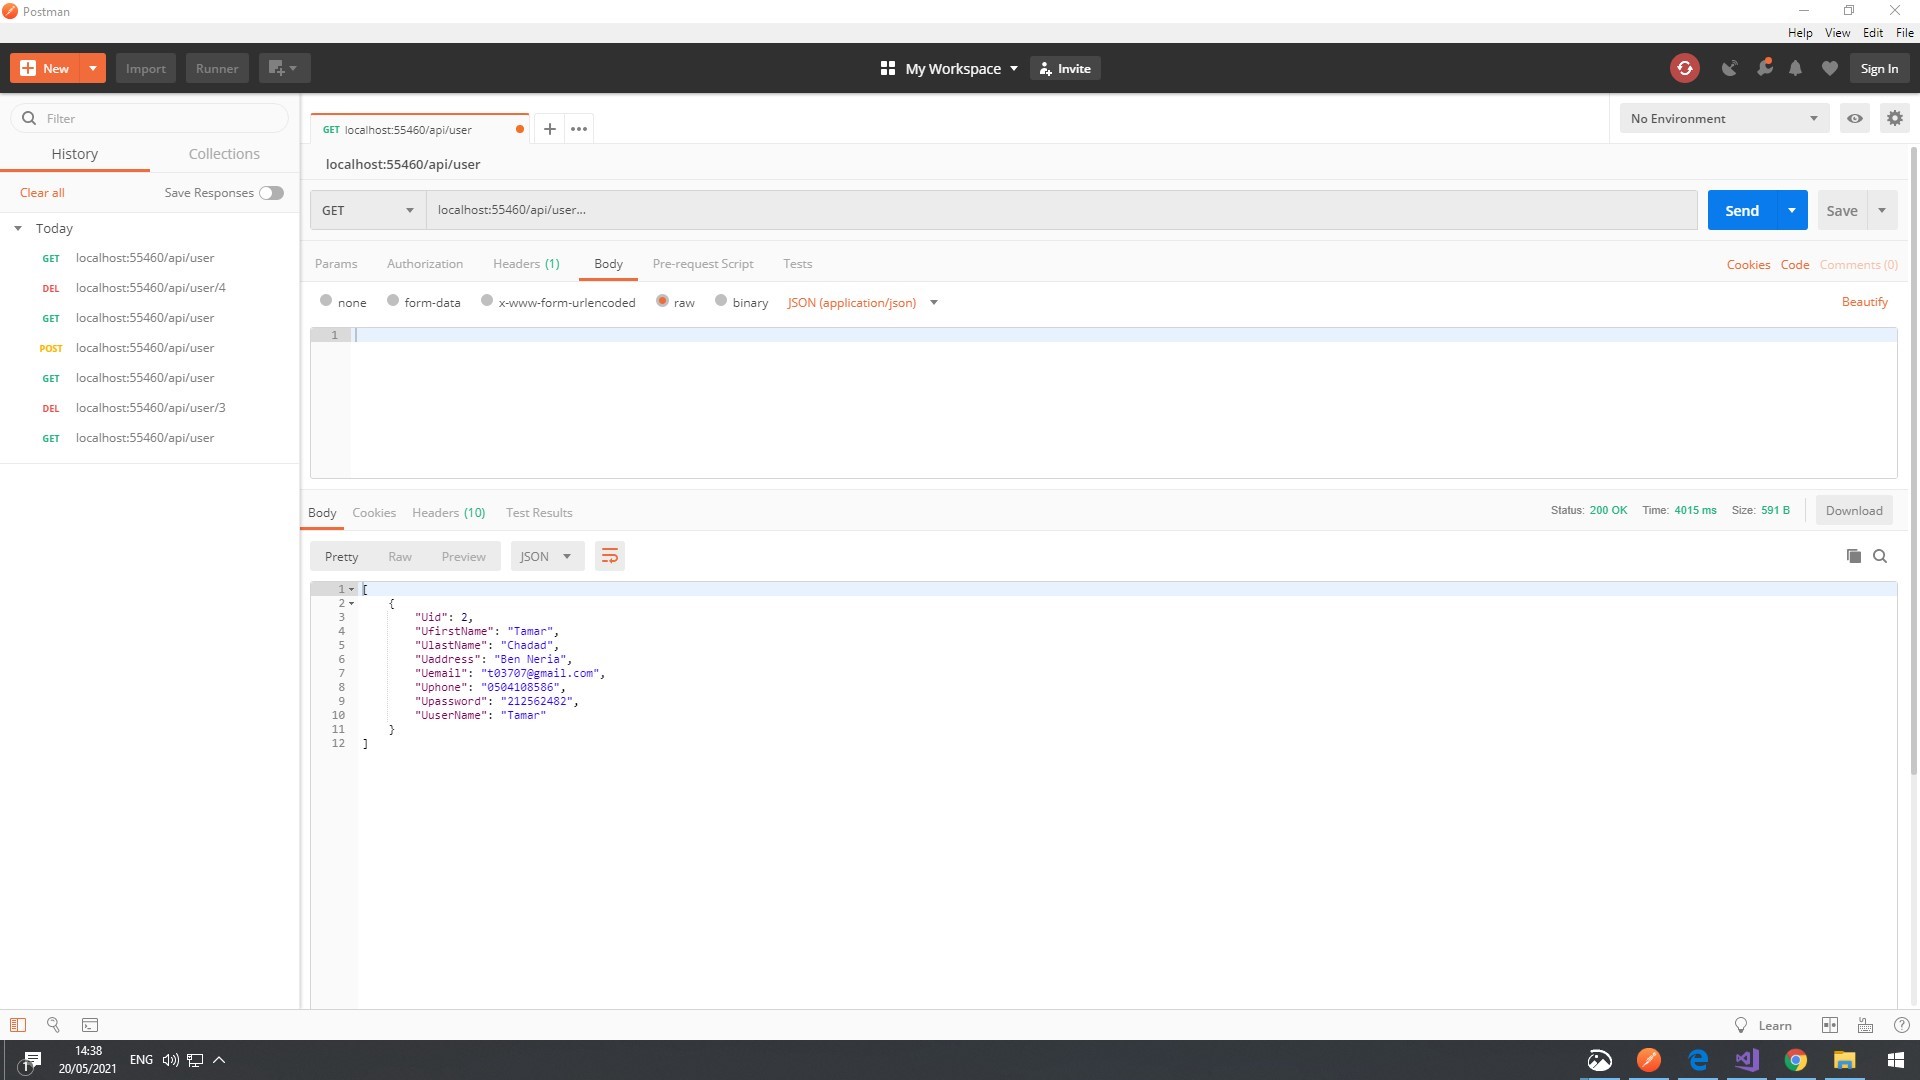 Postman
Help View Edit File
New Import Runner My Workspace Invite Sign In
Filter
History Collections
Clear all Save Responses
Today
GET localhost:55460/api/user
DEL localhost:55460/api/user/4
GET localhost:55460/api/user
POST localhost:55460/api/user
GET localhost:55460/api/user
DEL localhost:55460/api/user/3
GET localhost:55460/api/user
GET localhost:55460/api/user
No Environment
localhost:55460/api/user
GET localhost:55460/api/user... Send Save
Params Authorization Headers (1) Body Pre-request Script Tests Cookies Code Comments (0)
none form-data x-www-form-urlencoded raw binary JSON (application/json) Beautify
1
Body Cookies Headers (10) Test Results Status: 200 OK Time: 4015 ms Size: 591 B Download
Pretty Raw Preview JSON
1 [
2 {
3 "Uid": 2,
4 "UfirstName": "Tamar",
5 "UlastName": "Chadad",
6 "Uaddress": "Ben Neria",
7 "Uemail": "t03707@gmail.com",
8 "Uphone": "0504108586",
9 "Upassword": "212562482",
10 "UuserName": "Tamar"
11 }
12 ]
Learn
1
14:38
20/05/2021
ENG